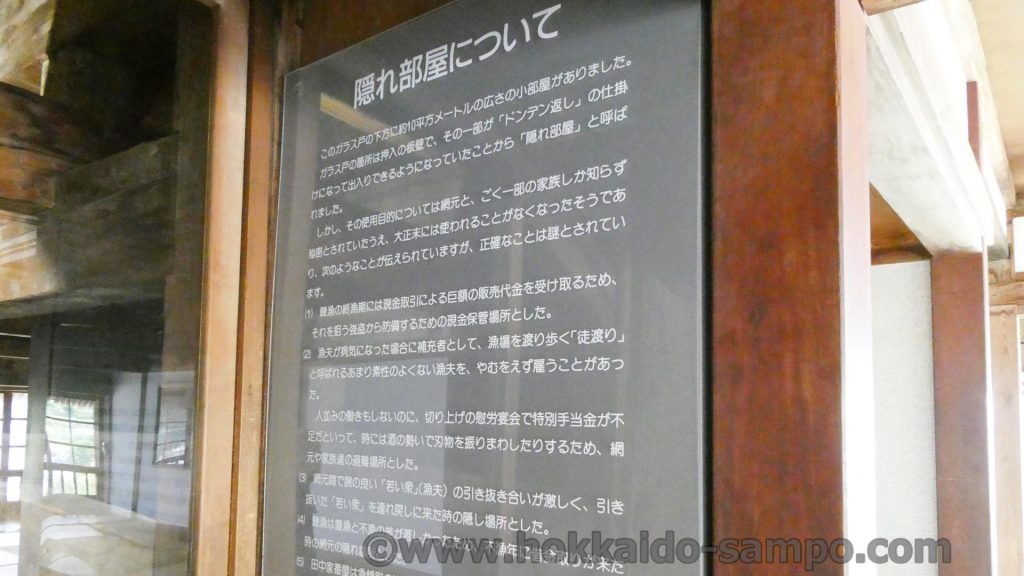 隠れ部屋について
このガラス戸の下方に約10平方メートルの広さの小部屋がありました。
ガラス戸の箇所は押入の板壁で、その一部が「ドンデン返し」の仕掛
けになって出入りできるようになっていたことから「隠れ部屋」と呼ば
れました。
しかし、その使用目的については網元と、ごく一部の家族しか知らず
秘密とされていたうえ、大正末には使われることがなくなったそうであ
り、次のようなことが伝えられていますが、正確なことは謎とされてい
ます。
(1) 鰊漁の終漁期には現金取引による巨額の販売代金を受け取るため、
それを狙う強盗から防備するための現金保管場所とした。
(2) 漁夫が病気になった場合に補充者として、漁場を渡り歩く「徒渡り」
と呼ばれるあまり素性のよくない漁夫を、やむをえず雇うことがあっ
た。
人並みの働きもしないのに、切り上げの慰労宴会で特別手当金が不
足だといって、時には酒の勢いで刃物を振りまわしたりするため、網
元や家族達の避難場所とした。
(3) 網元間で腕の良い「若い衆」(漁夫)の引き抜き合いが激しく、引き
抜いた「若い衆」を連れ戻しに来た時の隠し場所とした。
(4) 鰊漁は豊漁と不漁の差が
漁年に借金取りが来た
時の網元の隠れ
(5) 田中家番屋は
©www.hokkaido-sampo.com